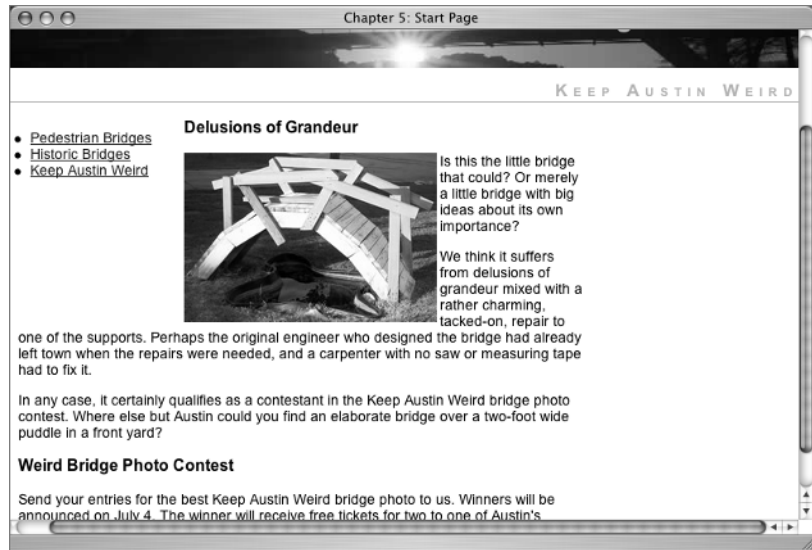 Chapter 5: Start Page
KEEP AUSTIN WEIRD
• Pedestrian Bridges
• Historic Bridges
• Keep Austin Weird
Delusions of Grandeur
Is this the little bridge
that could? Or merely
a little bridge with big
ideas about its own
importance?
We think it suffers
from delusions of
grandeur mixed with a
rather charming,
tacked-on, repair to
one of the supports. Perhaps the original engineer who designed the bridge had already
left town when the repairs were needed, and a carpenter with no saw or measuring tape
had to fix it.
In any case, it certainly qualifies as a contestant in the Keep Austin Weird bridge photo
contest. Where else but Austin could you find an elaborate bridge over a two-foot wide
puddle in a front yard?
Weird Bridge Photo Contest
Send your entries for the best Keep Austin Weird bridge photo to us. Winners will be
announced on July 4. The winner will receive free tickets for two to one of Austin's